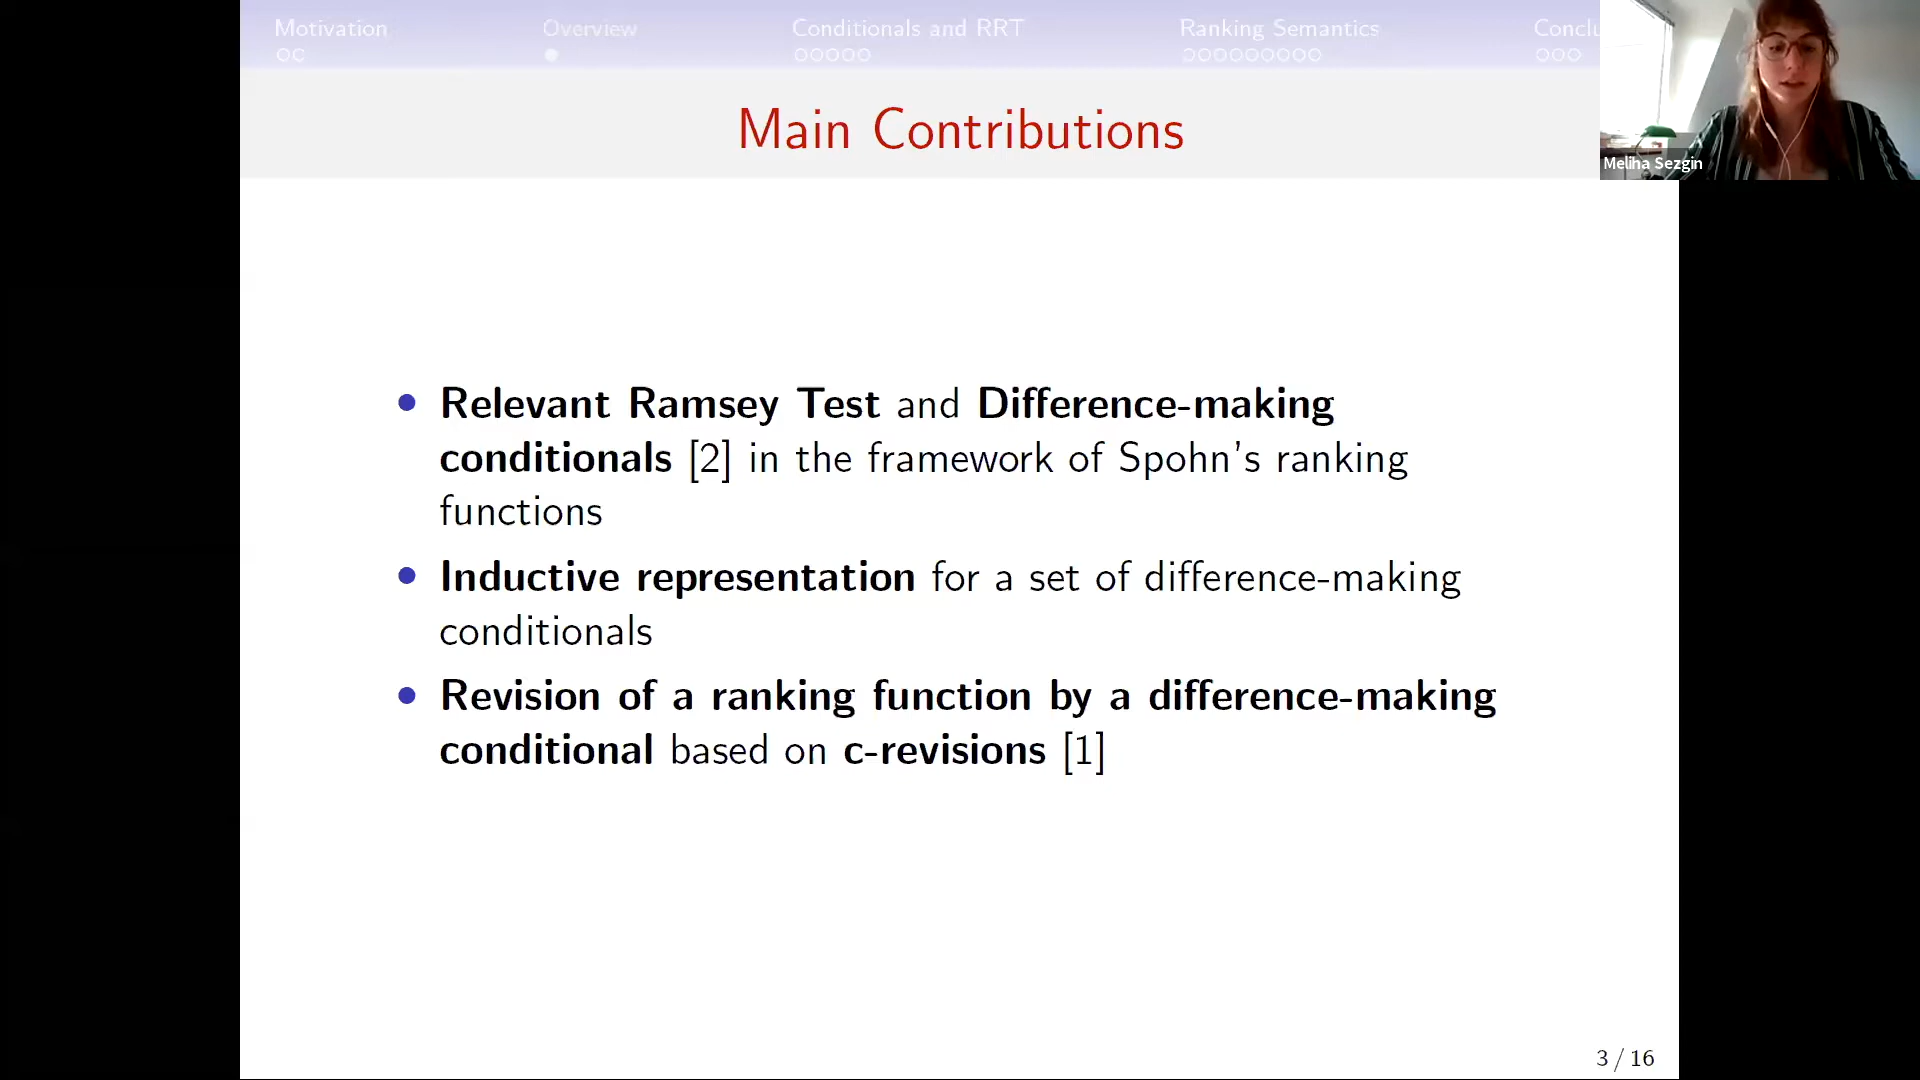 Motivation Overview Conditionals and RRT Ranking Semantics Conclu
Meliha Sezgin
Main Contributions
• Relevant Ramsey Test and Difference-making
conditionals [2] in the framework of Spohn's ranking
functions
• Inductive representation for a set of difference-making
conditionals
• Revision of a ranking function by a difference-making
conditional based on c-revisions [1]
3 / 16